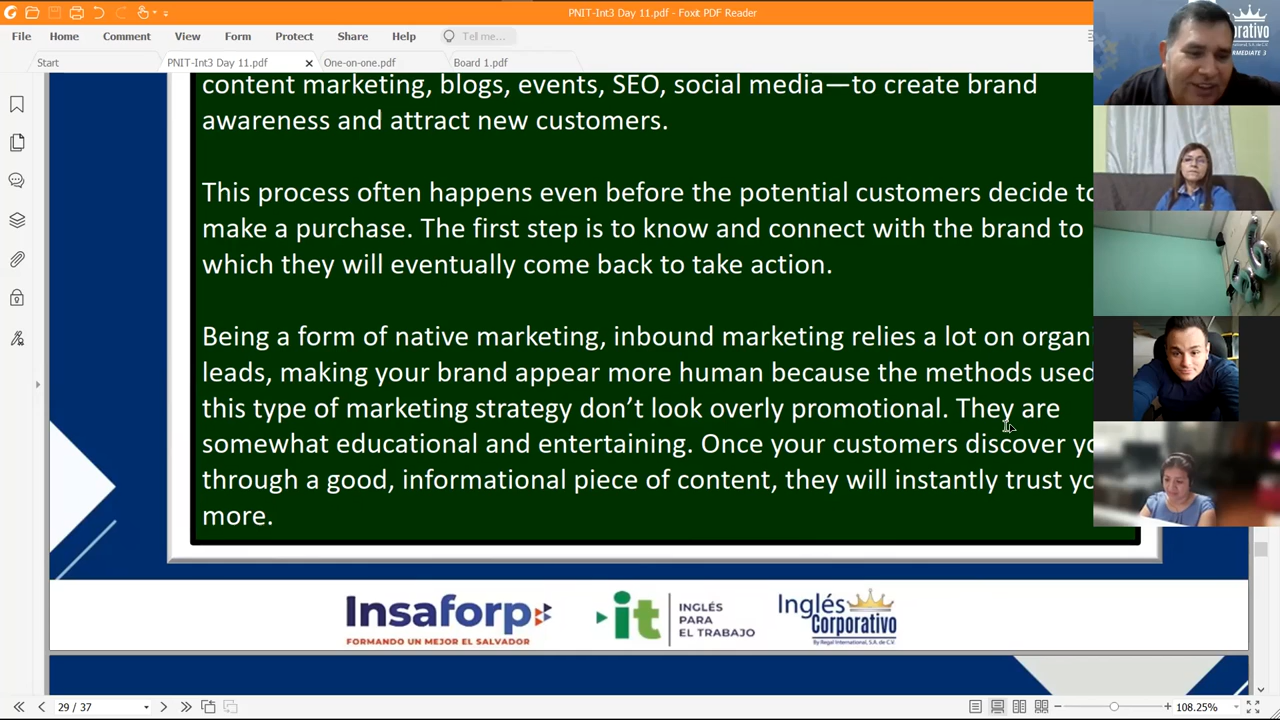 PNIT-Int3 Day 11.pdf - Foxit PDF Reader
File Home Comment View Form Protect Share Help Tell me...
Start PNIT-Int3 Day 11.pdf One-on-one.pdf Board 1.pdf
content marketing, blogs, events, SEO, social media—to create brand
awareness and attract new customers.
This process often happens even before the potential customers decide to
make a purchase. The first step is to know and connect with the brand to
which they will eventually come back to take action.
Being a form of native marketing, inbound marketing relies a lot on
leads, making your brand appear more human because the methods used
this type of marketing strategy don't look overly promotional. They are
somewhat educational and entertaining. Once your customers discover
through a good, informational piece of content, they will instantly trust
more.
Insaforp
FORMANDO UN MEJOR EL SALVADOR
it
INGLÉS
PARA
EL TRABAJO
Inglés
Corporativo
By Regal International, S.A. de C.V.
29 / 37
108.25%